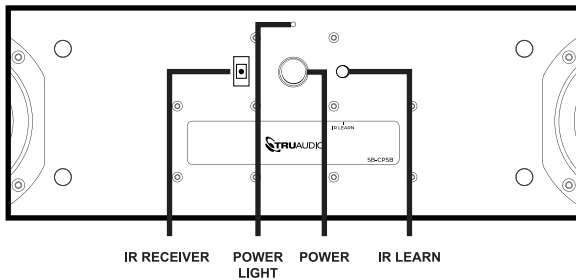 IR LEARN
TRUAUDIO
SB-CPSB
IR RECEIVER POWER LIGHT POWER IR LEARN